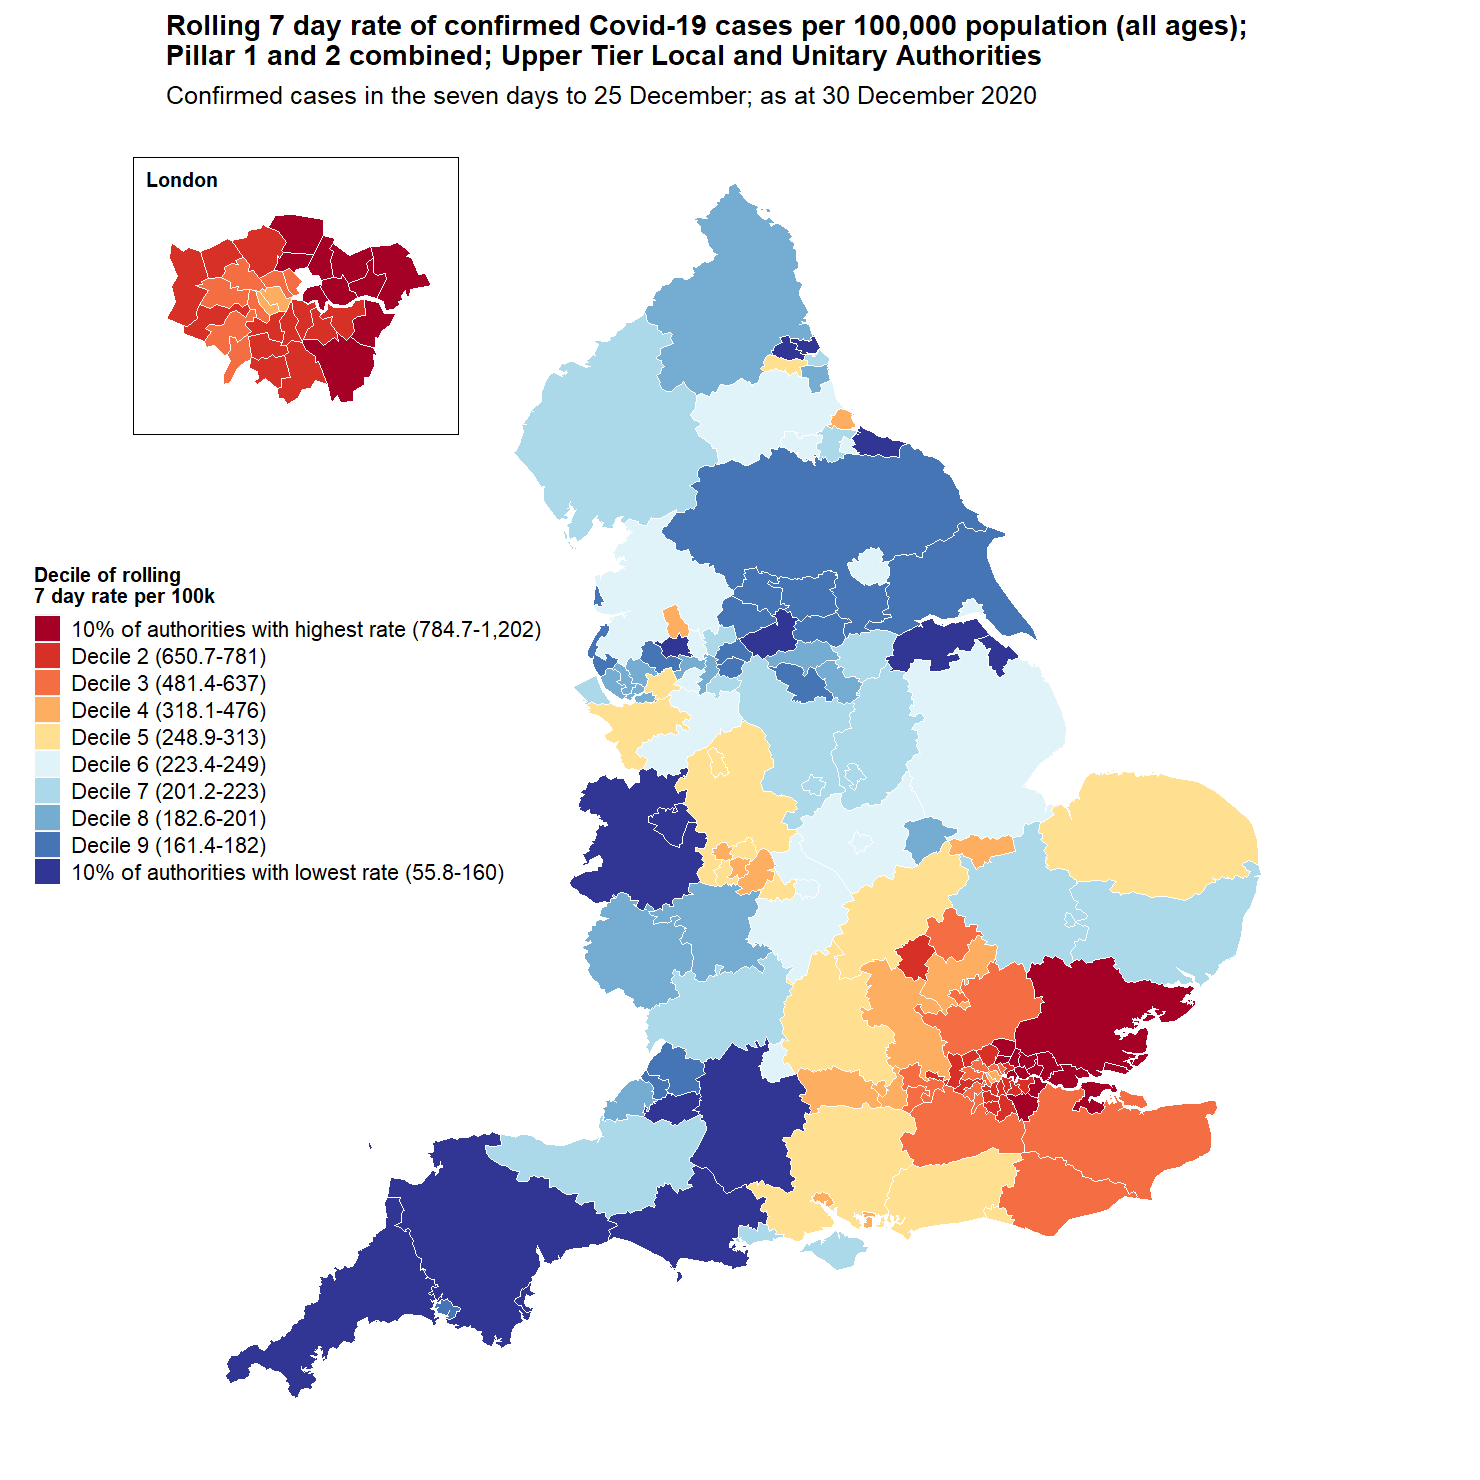 Rolling 7 day rate of confirmed Covid-19 cases per 100,000 population (all ages);
Pillar 1 and 2 combined; Upper Tier Local and Unitary Authorities
Confirmed cases in the seven days to 25 December; as at 30 December 2020
London
Decile of rolling
7 day rate per 100k
10% of authorities with highest rate (784.7-1,202)
Decile 2 (650.7-781)
Decile 3 (481.4-637)
Decile 4 (318.1-476)
Decile 5 (248.9-313)
Decile 6 (223.4-249)
Decile 7 (201.2-223)
Decile 8 (182.6-201)
Decile 9 (161.4-182)
10% of authorities with lowest rate (55.8-160)